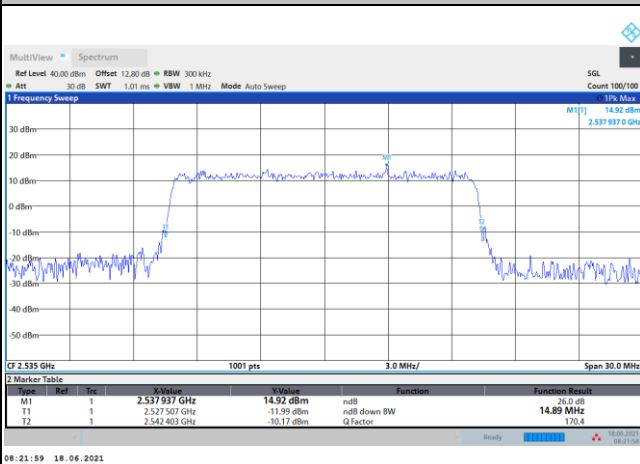 MultiView Spectrum
Ref Level 40.00 dBm Offset 12.80 dB RBW 300 kHz SGL
Att 30 dB SWT 1.01 ms VBW 1 MHz Mode Auto Sweep Count 100/100
1 Frequency Sweep 1Pk Max
M1[1] 14.92 dBm
2.537 937 0 GHz
30 dBm
20 dBm
M1
10 dBm
0 dBm
-10 dBm
T2
-20 dBm
-30 dBm
-40 dBm
-50 dBm
CF 2.535 GHz 1001 pts 3.0 MHz/ Span 30.0 MHz
2 Marker Table
Type Ref Trc X-Value Y-Value Function Function Result
M1 1 2.537 937 GHz 14.92 dBm ndB 26.0 dB
T1 1 2.527 507 GHz -11.99 dBm ndB down BW 14.89 MHz
T2 1 2.542 403 GHz -10.17 dBm Q Factor 170.4
Ready 18.06.2021
08:21:58
08:21:59 18.06.2021